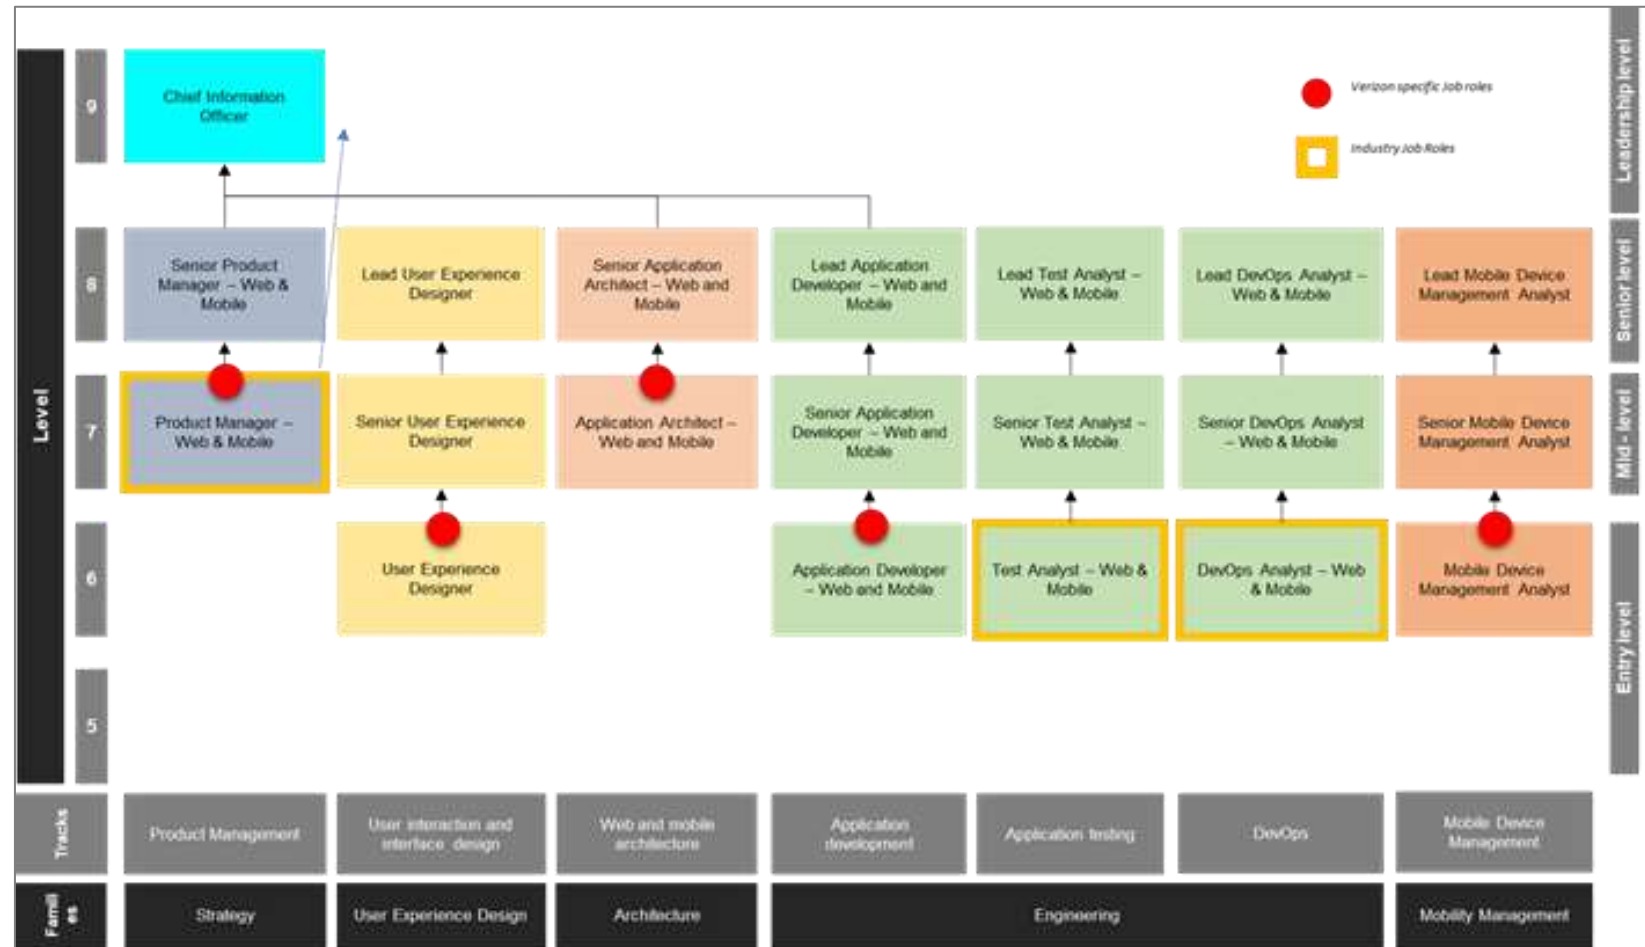 Level
9
8
7
6
5
Chief Information
Officer
Verizon specific Job roles
Industry Job Roles
Leadership level
Senior Product
Manager – Web &
Mobile
Lead User Experience
Designer
Senior Application
Architect – Web and
Mobile
Lead Application
Developer – Web and
Mobile
Lead Test Analyst –
Web & Mobile
Lead DevOps Analyst –
Web & Mobile
Lead Mobile Device
Management Analyst
Senior level
Product Manager –
Web & Mobile
Senior User Experience
Designer
Application Architect –
Web and Mobile
Senior Application
Developer – Web and
Mobile
Senior Test Analyst –
Web & Mobile
Senior DevOps Analyst
– Web & Mobile
Senior Mobile Device
Management Analyst
Mid - level
User Experience
Designer
Application Developer
– Web and Mobile
Test Analyst – Web &
Mobile
DevOps Analyst – Web
& Mobile
Mobile Device
Management Analyst
Entry level
Tracks
Product Management
User interaction and
interface design
Web and mobile
architecture
Application
development
Application testing
DevOps
Mobile Device
Management
Famili
es
Strategy
User Experience Design
Architecture
Engineering
Mobility Management